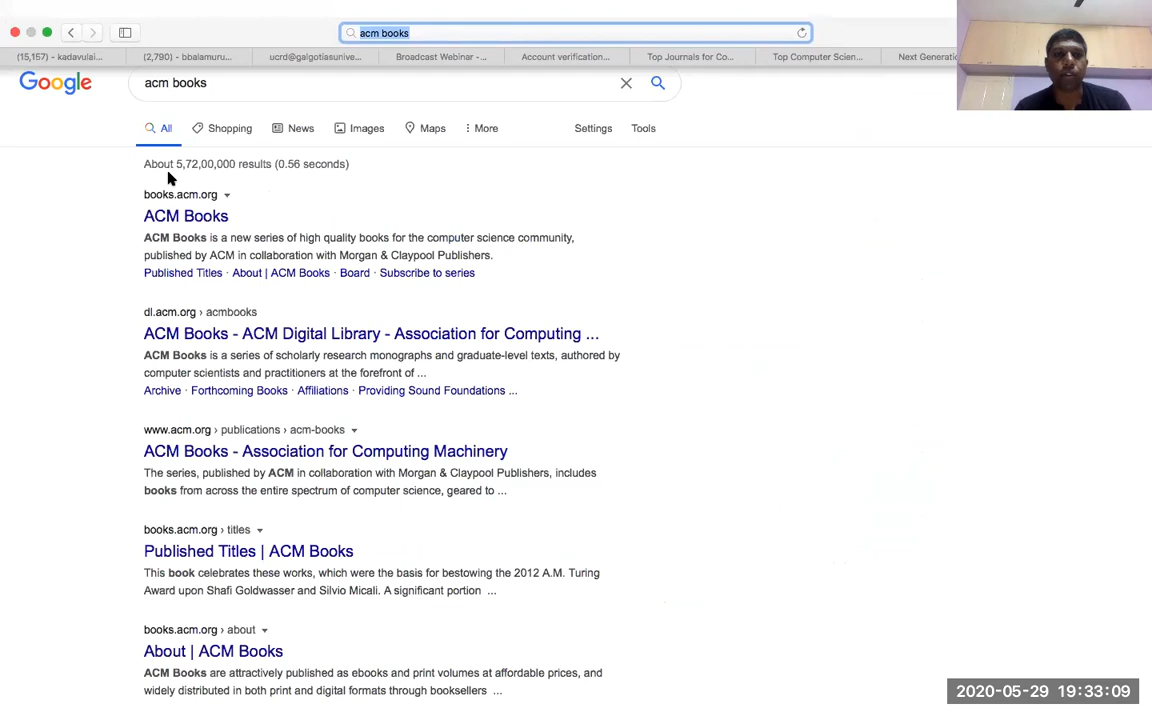 acm books
(15,157) - kadavulai...
(2,790) - bbalamuru...
ucrd@galgotiasunive...
Broadcast Webinar -...
Account verification...
Top Journals for Co...
Top Computer Scien...
Next Generati
Google
acm books
All
Shopping
News
Images
Maps
More
Settings
Tools
About 5,72,00,000 results (0.56 seconds)
books.acm.org
ACM Books
ACM Books is a new series of high quality books for the computer science community,
published by ACM in collaboration with Morgan & Claypool Publishers.
Published Titles · About | ACM Books · Board · Subscribe to series
dl.acm.org › acmbooks
ACM Books - ACM Digital Library - Association for Computing ...
ACM Books is a series of scholarly research monographs and graduate-level texts, authored by
computer scientists and practitioners at the forefront of ...
Archive · Forthcoming Books · Affiliations · Providing Sound Foundations ...
www.acm.org › publications › acm-books
ACM Books - Association for Computing Machinery
The series, published by ACM in collaboration with Morgan & Claypool Publishers, includes
books from across the entire spectrum of computer science, geared to ...
books.acm.org › titles
Published Titles | ACM Books
This book celebrates these works, which were the basis for bestowing the 2012 A.M. Turing
Award upon Shafi Goldwasser and Silvio Micali. A significant portion ...
books.acm.org › about
About | ACM Books
ACM Books are attractively published as ebooks and print volumes at affordable prices, and
widely distributed in both print and digital formats through booksellers ...
2020-05-29 19:33:09